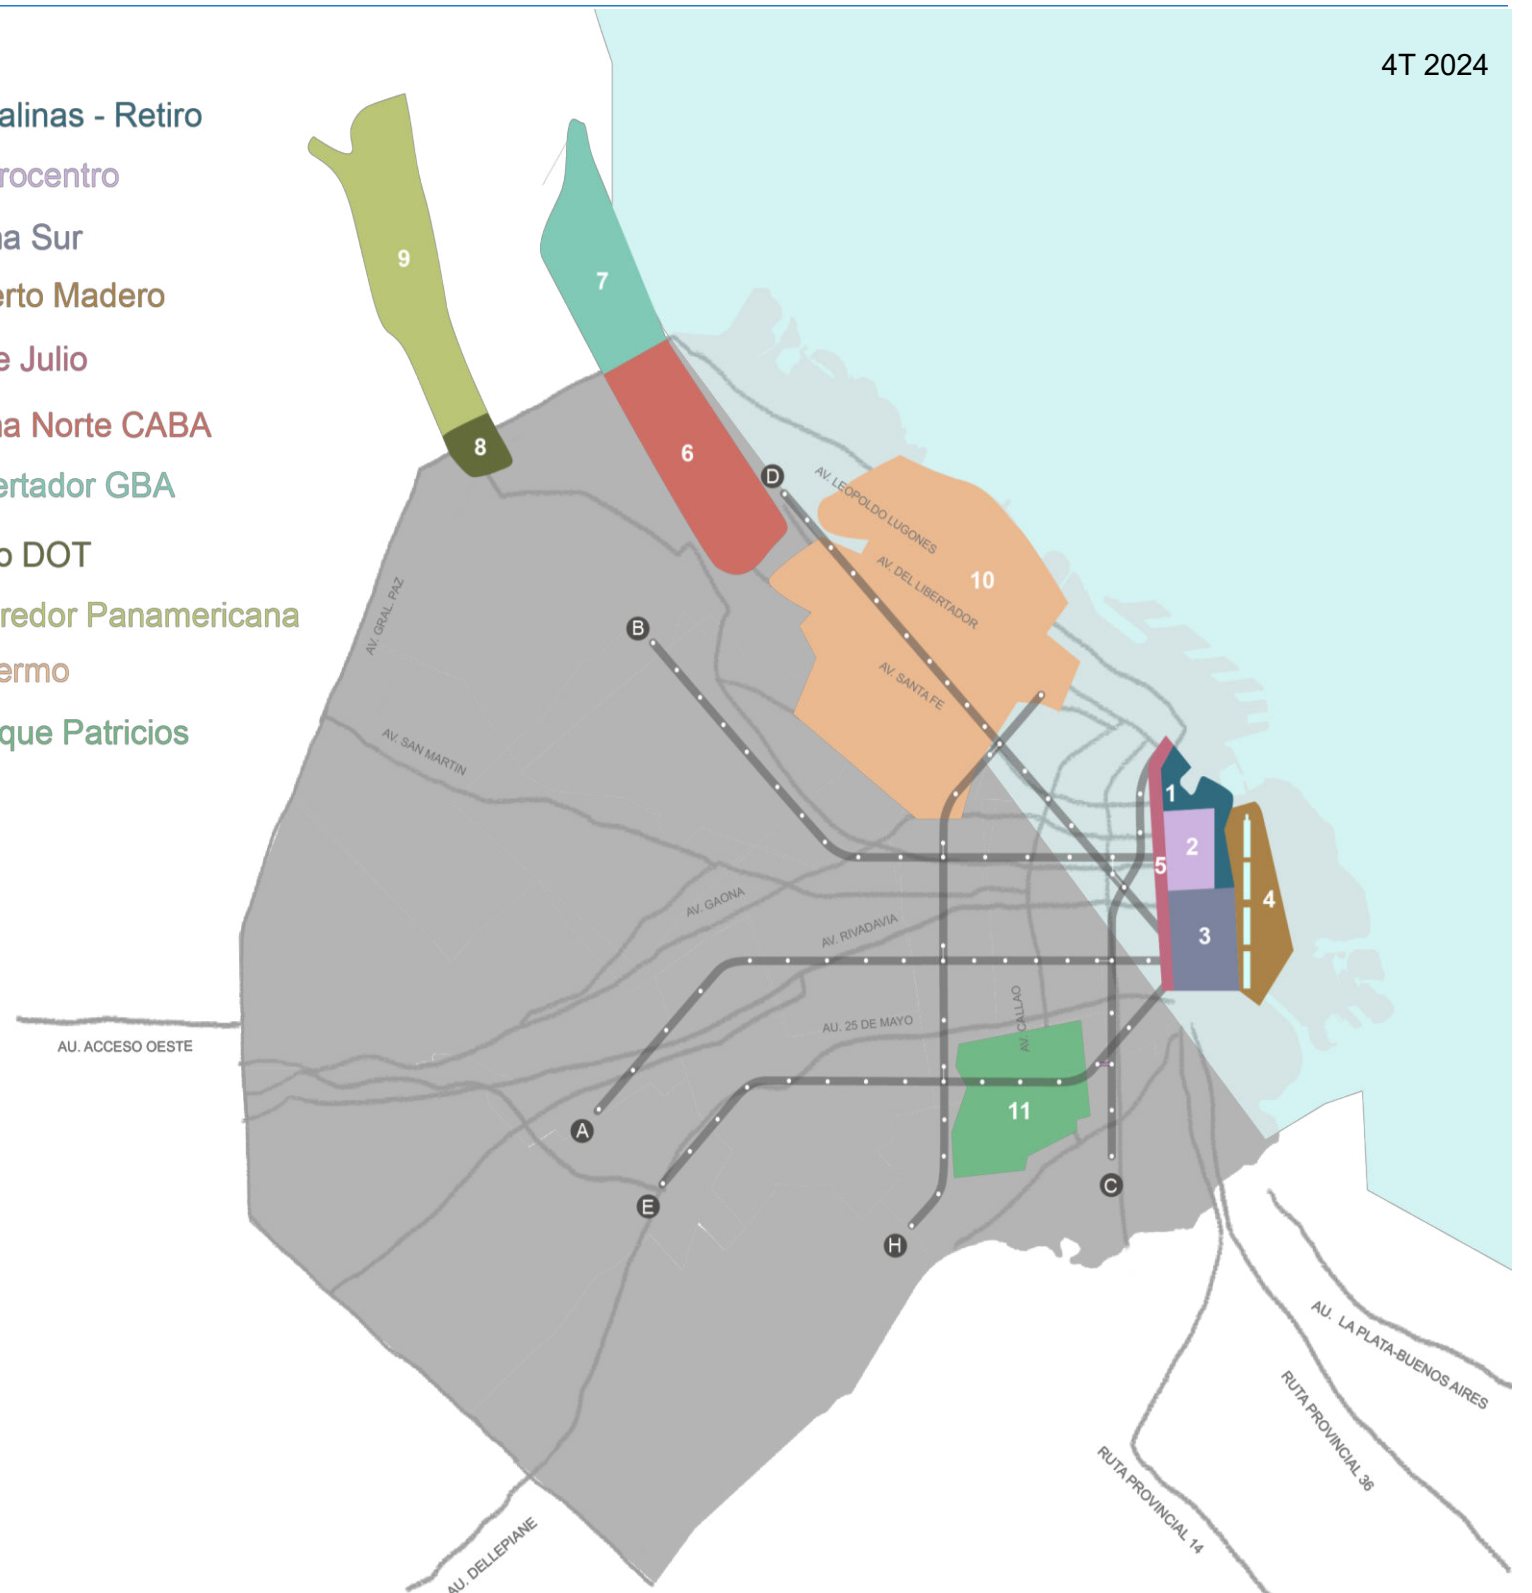 4T 2024
alinas - Retiro
rocentro
na Sur
erto Madero
e Julio
na Norte CABA
ertador GBA
o DOT
redor Panamericana
ermo
que Patricios
9
7
8
6
D
AV. LEOPOLDO LUGONES
10
AV. DEL LIBERTADOR
AV. GRAL. PAZ
B
AV. SANTA FE
AV. SAN MARTIN
1
2
5
4
AV. GAONA
AV. RIVADAVIA
3
AV. CALLAO
AU. 25 DE MAYO
AU. ACCESO OESTE
11
A
C
E
H
AU. LA PLATA-BUENOS AIRES
RUTA PROVINCIAL 36
RUTA PROVINCIAL 14
AU. DELLEPIANE